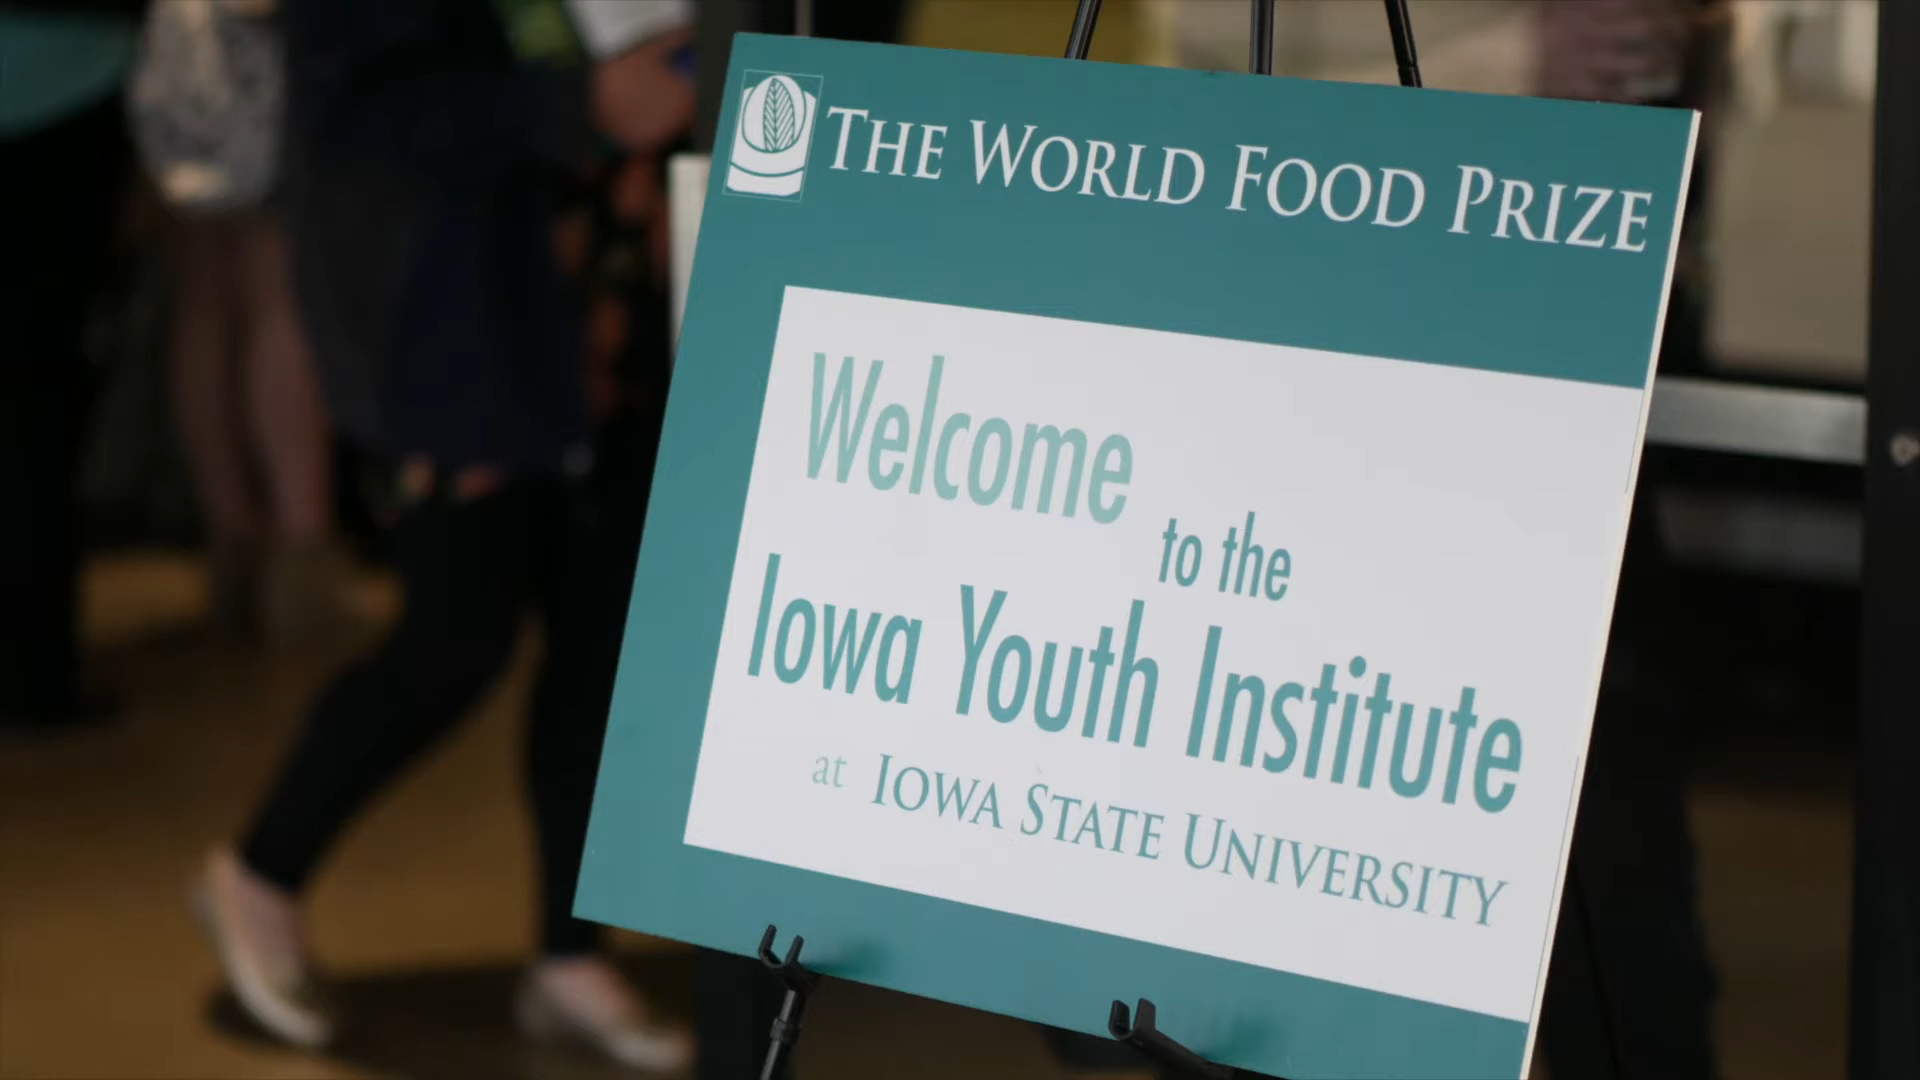 THE WORLD FOOD PRIZE
Welcome
to the
Iowa Youth Institute
at IOWA STATE UNIVERSITY